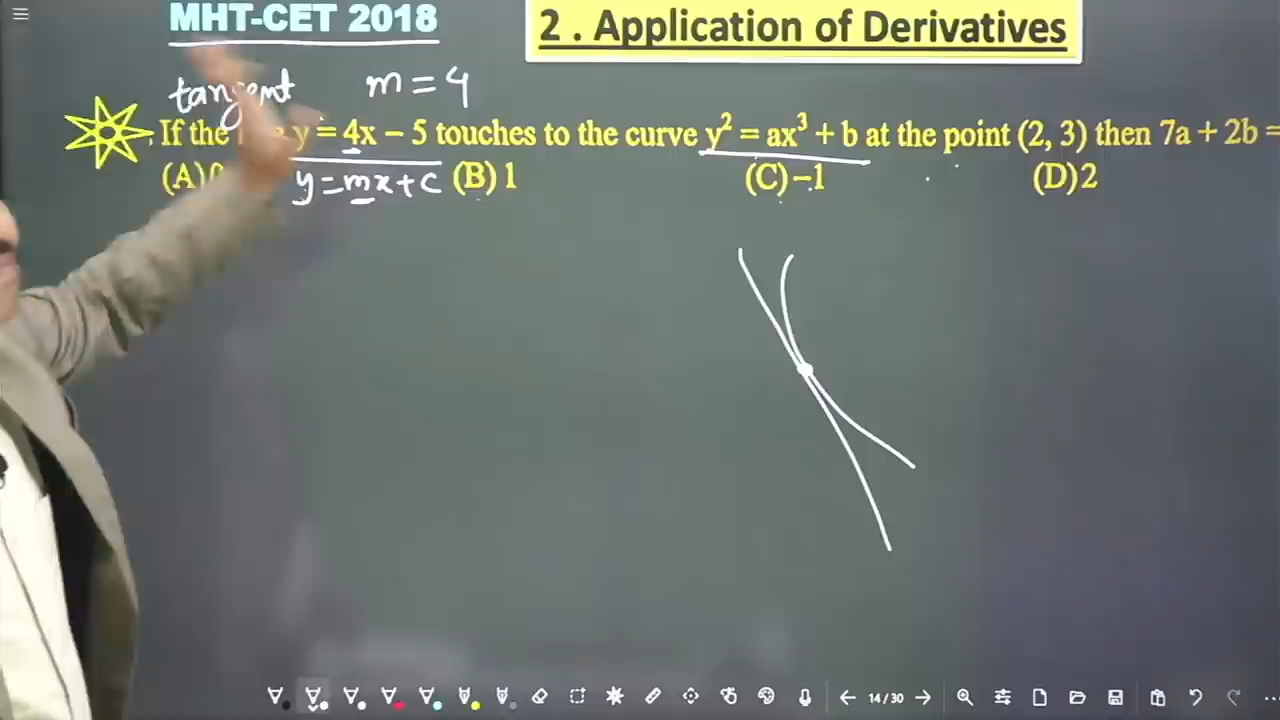 MHT-CET 2018
2 . Application of Derivatives
tangent m = 4
If the y = 4x – 5 touches to the curve y² = ax³ + b at the point (2, 3) then 7a + 2b =
(A) (B) 1 (C) –1 (D) 2
y = mx + c
14 / 30